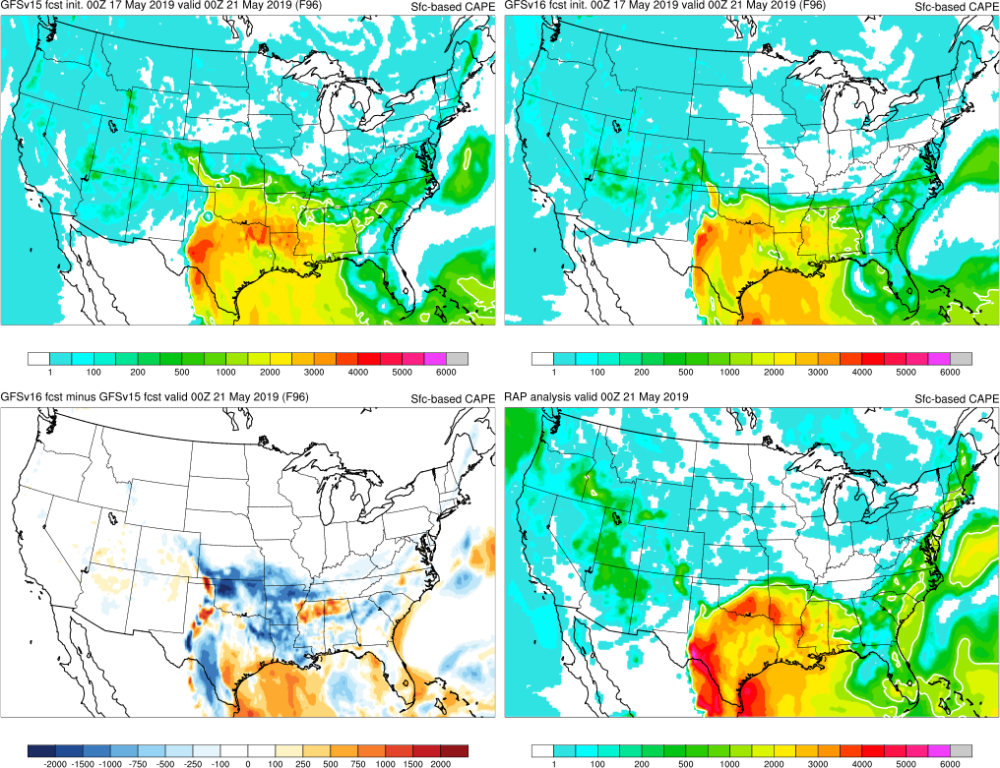 GFSv15 fcst init. 00Z 17 May 2019 valid 00Z 21 May 2019 (F96) Sfc-based CAPE
GFSv16 fcst init. 00Z 17 May 2019 valid 00Z 21 May 2019 (F96) Sfc-based CAPE
1 100 200 500 1000 2000 3000 4000 5000 6000
1 100 200 500 1000 2000 3000 4000 5000 6000
GFSv16 fcst minus GFSv15 fcst valid 00Z 21 May 2019 (F96) Sfc-based CAPE
RAP analysis valid 00Z 21 May 2019 Sfc-based CAPE
-2000 -1500 -1000 -750 -500 -250 -100 0 100 250 500 750 1000 1500 2000
1 100 200 500 1000 2000 3000 4000 5000 6000